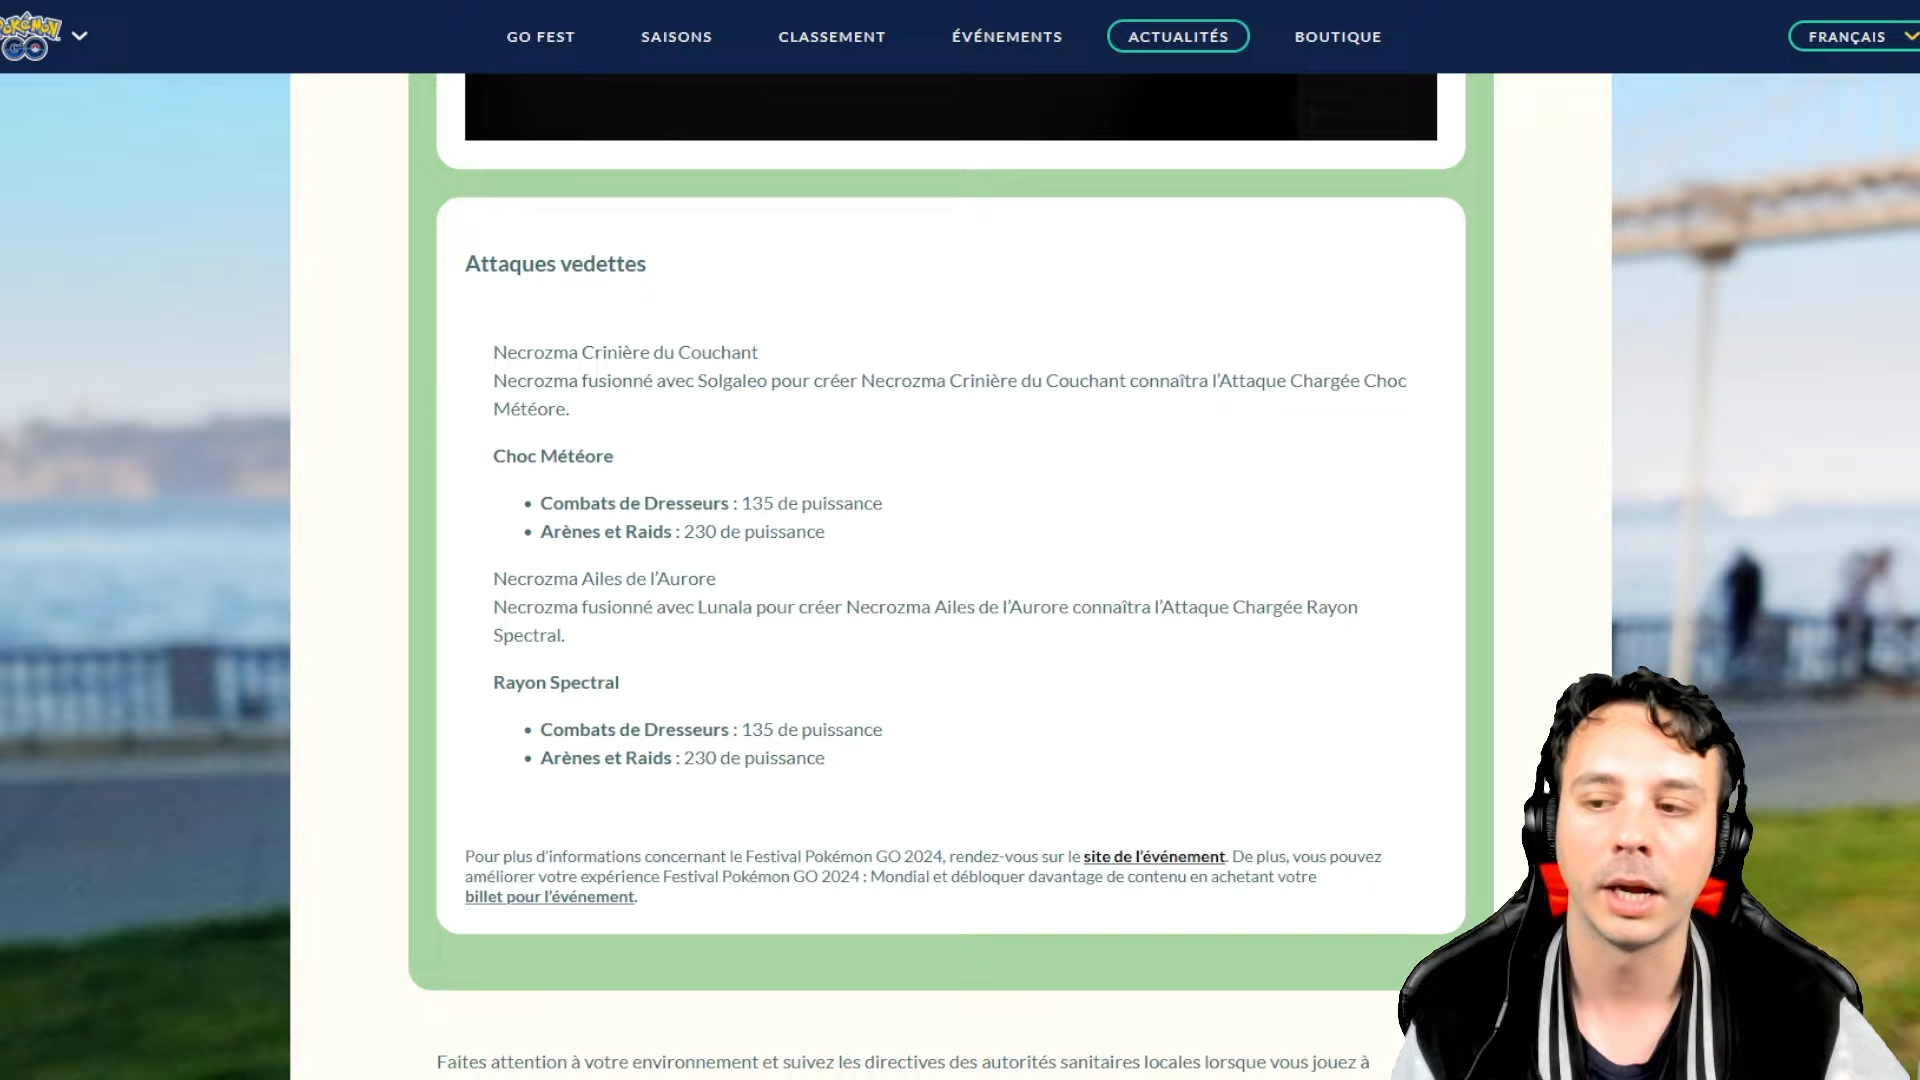 Pokémon GO
GO FEST
SAISONS
CLASSEMENT
ÉVÉNEMENTS
ACTUALITÉS
BOUTIQUE
FRANÇAIS
Attaques vedettes
Necrozma Crinière du Couchant
Necrozma fusionné avec Solgaleo pour créer Necrozma Crinière du Couchant connaîtra l’Attaque Chargée Choc
Météore.
Choc Météore
• Combats de Dresseurs : 135 de puissance
• Arènes et Raids : 230 de puissance
Necrozma Ailes de l’Aurore
Necrozma fusionné avec Lunala pour créer Necrozma Ailes de l’Aurore connaîtra l’Attaque Chargée Rayon
Spectral.
Rayon Spectral
• Combats de Dresseurs : 135 de puissance
• Arènes et Raids : 230 de puissance
Pour plus d’informations concernant le Festival Pokémon GO 2024, rendez-vous sur le site de l’événement. De plus, vous pouvez
améliorer votre expérience Festival Pokémon GO 2024 : Mondial et débloquer davantage de contenu en achetant votre
billet pour l’événement.
Faites attention à votre environnement et suivez les directives des autorités sanitaires locales lorsque vous jouez à